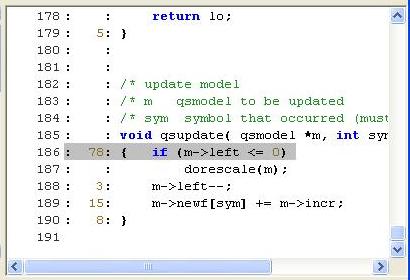 178 :        return lo;
179 :    5: }
180 :     :
181 :     :
182 :     : /* update model
183 :     : /* m   qsmodel to be updated
184 :     : /* sym  symbol that occurred (must
185 :     : void qsupdate( qsmodel *m, int
186 :   78: {   if (m->left <= 0)
187 :     :         dorescale(m);
188 :    3:     m->left--;
189 :   15:     m->newf[sym] += m->incr;
190 :    8: }
191